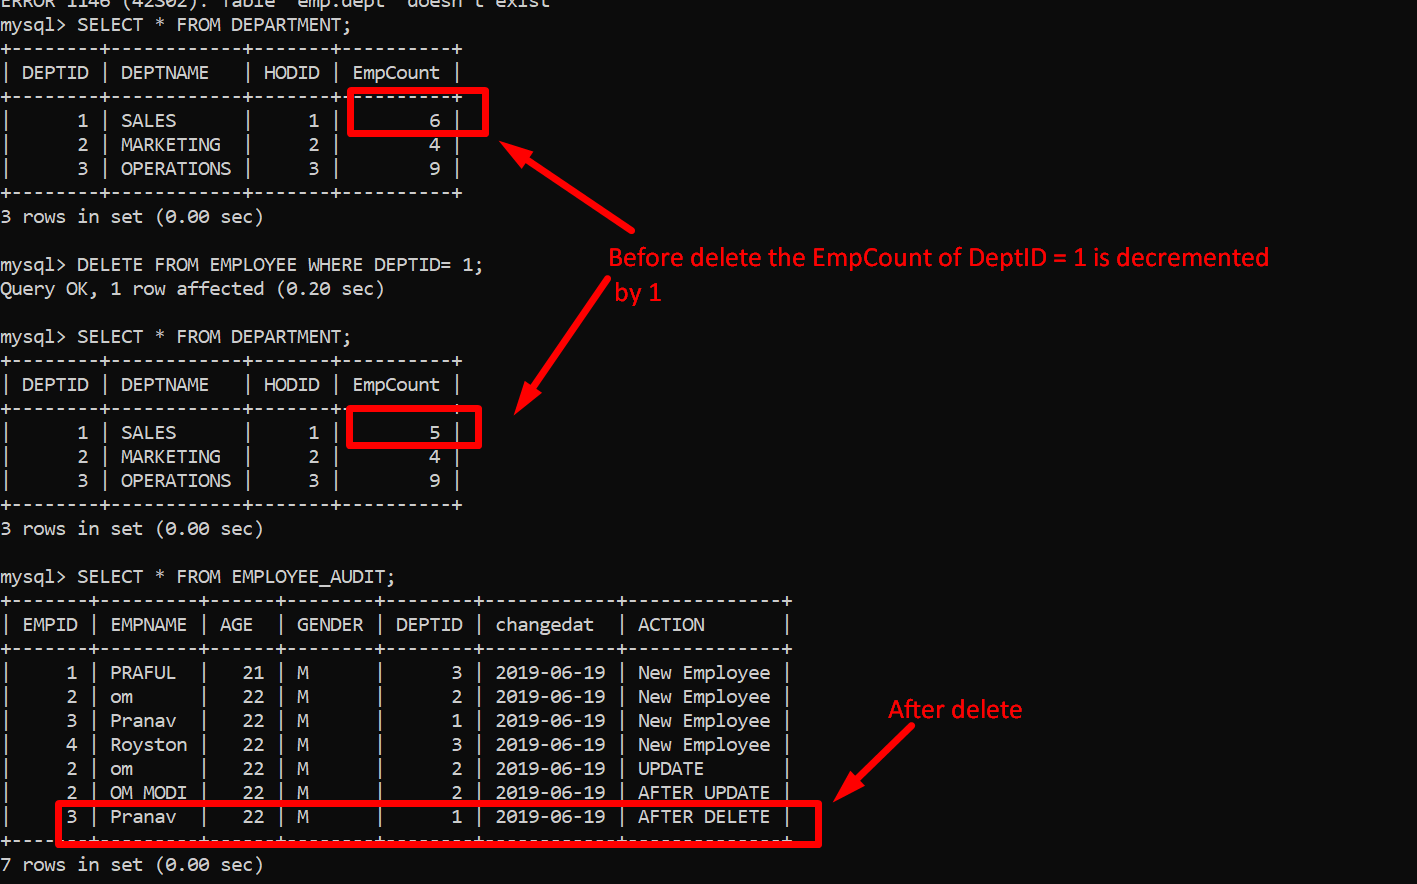 ERROR 1146 (42S02): Table 'emp.dept' doesn't exist
mysql> SELECT * FROM DEPARTMENT;
+--------+------------+-------+----------+
| DEPTID | DEPTNAME   | HODID | EmpCount |
+--------+------------+-------+----------+
|      1 | SALES      |     1 |        6 |
|      2 | MARKETING  |     2 |        4 |
|      3 | OPERATIONS |     3 |        9 |
+--------+------------+-------+----------+
3 rows in set (0.00 sec)
Before delete the EmpCount of DeptID = 1 is decremented
by 1
mysql> DELETE FROM EMPLOYEE WHERE DEPTID= 1;
Query OK, 1 row affected (0.20 sec)
mysql> SELECT * FROM DEPARTMENT;
+--------+------------+-------+----------+
| DEPTID | DEPTNAME   | HODID | EmpCount |
+--------+------------+-------+----------+
|      1 | SALES      |     1 |        5 |
|      2 | MARKETING  |     2 |        4 |
|      3 | OPERATIONS |     3 |        9 |
+--------+------------+-------+----------+
3 rows in set (0.00 sec)
mysql> SELECT * FROM EMPLOYEE_AUDIT;
+-------+---------+------+--------+--------+------------+--------------+
| EMPID | EMPNAME | AGE  | GENDER | DEPTID | changedat  | ACTION       |
+-------+---------+------+--------+--------+------------+--------------+
|     1 | PRAFUL  |   21 | M      |      3 | 2019-06-19 | New Employee |
|     2 | om      |   22 | M      |      2 | 2019-06-19 | New Employee |
|     3 | Pranav  |   22 | M      |      1 | 2019-06-19 | New Employee |
|     4 | Royston |   22 | M      |      3 | 2019-06-19 | New Employee |
|     2 | om      |   22 | M      |      2 | 2019-06-19 | UPDATE       |
|     2 | OM MODI |   22 | M      |      2 | 2019-06-19 | AFTER UPDATE |
|     3 | Pranav  |   22 | M      |      1 | 2019-06-19 | AFTER DELETE |
+-------+---------+------+--------+--------+------------+--------------+
7 rows in set (0.00 sec)
After delete